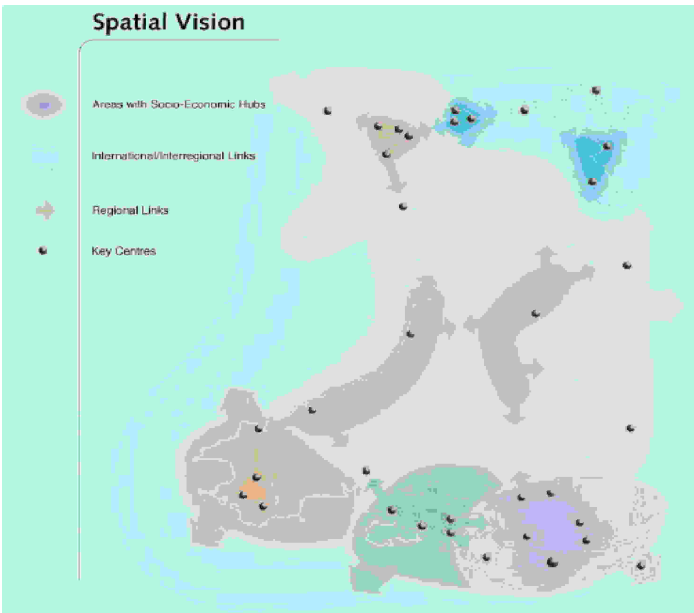 Spatial Vision
Areas with Socio-Economic Hubs
International/Interregional Links
Regional Links
Key Centres